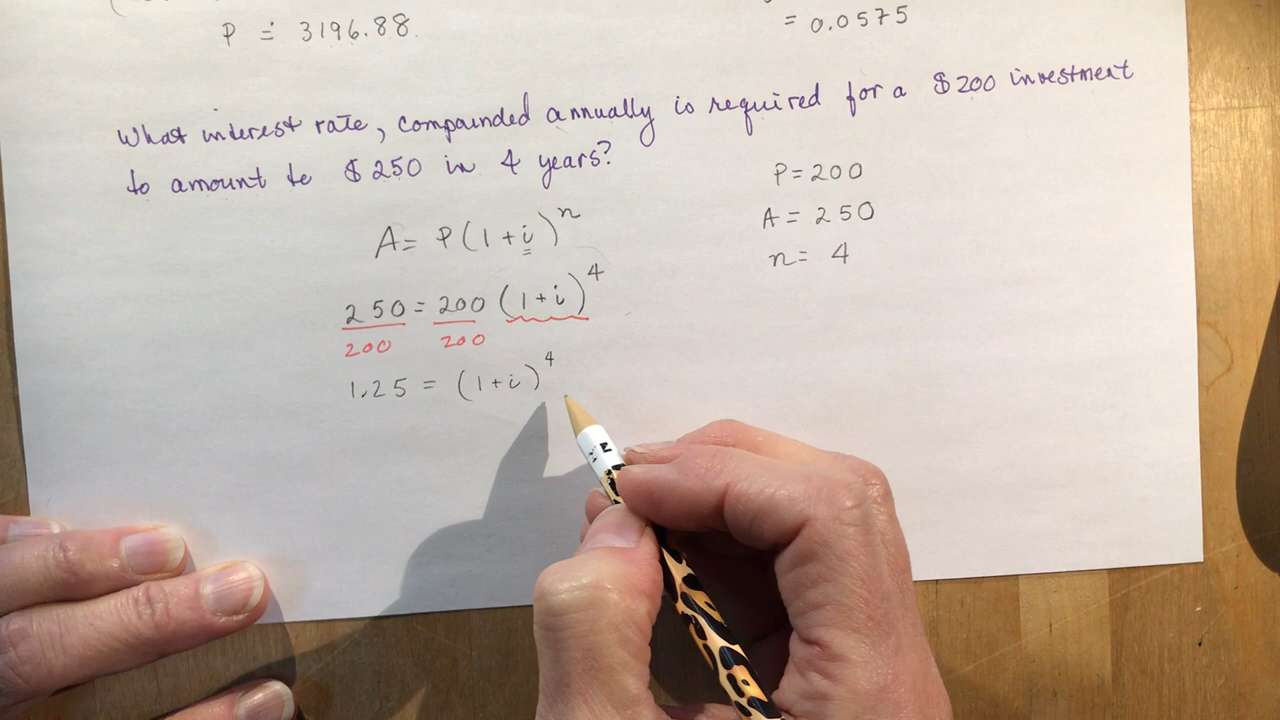 P ≐ 3196.88
= 0.0575
What interest rate, compounded annually is required for a $200 investment
to amount to $250 in 4 years?
P = 200
A = P(1+i)^n
A = 250
n = 4
250 = 200 (1+i)^4
200 200
1.25 = (1+i)^4